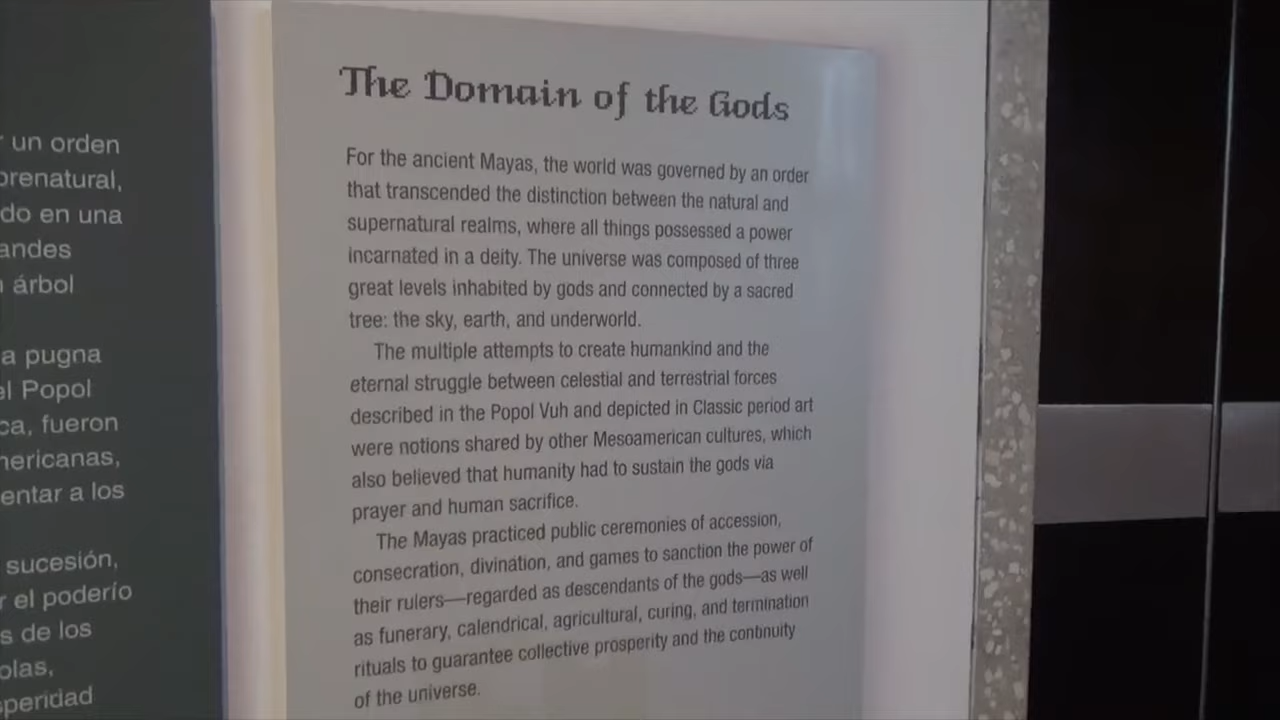 un orden
prenatural,
do en una
andes
árbol
a pugna
el Popol
ca, fueron
ericanas,
entar a los
sucesión,
r el poderío
s de los
olas,
speridad
The Domain of the Gods
For the ancient Mayas, the world was governed by an order
that transcended the distinction between the natural and
supernatural realms, where all things possessed a power
incarnated in a deity. The universe was composed of three
great levels inhabited by gods and connected by a sacred
tree: the sky, earth, and underworld.
The multiple attempts to create humankind and the
eternal struggle between celestial and terrestrial forces
described in the Popol Vuh and depicted in Classic period art
were notions shared by other Mesoamerican cultures, which
also believed that humanity had to sustain the gods via
prayer and human sacrifice.
The Mayas practiced public ceremonies of accession,
consecration, divination, and games to sanction the power of
their rulers—regarded as descendants of the gods—as well
as funerary, calendrical, agricultural, curing, and termination
rituals to guarantee collective prosperity and the continuity
of the universe.